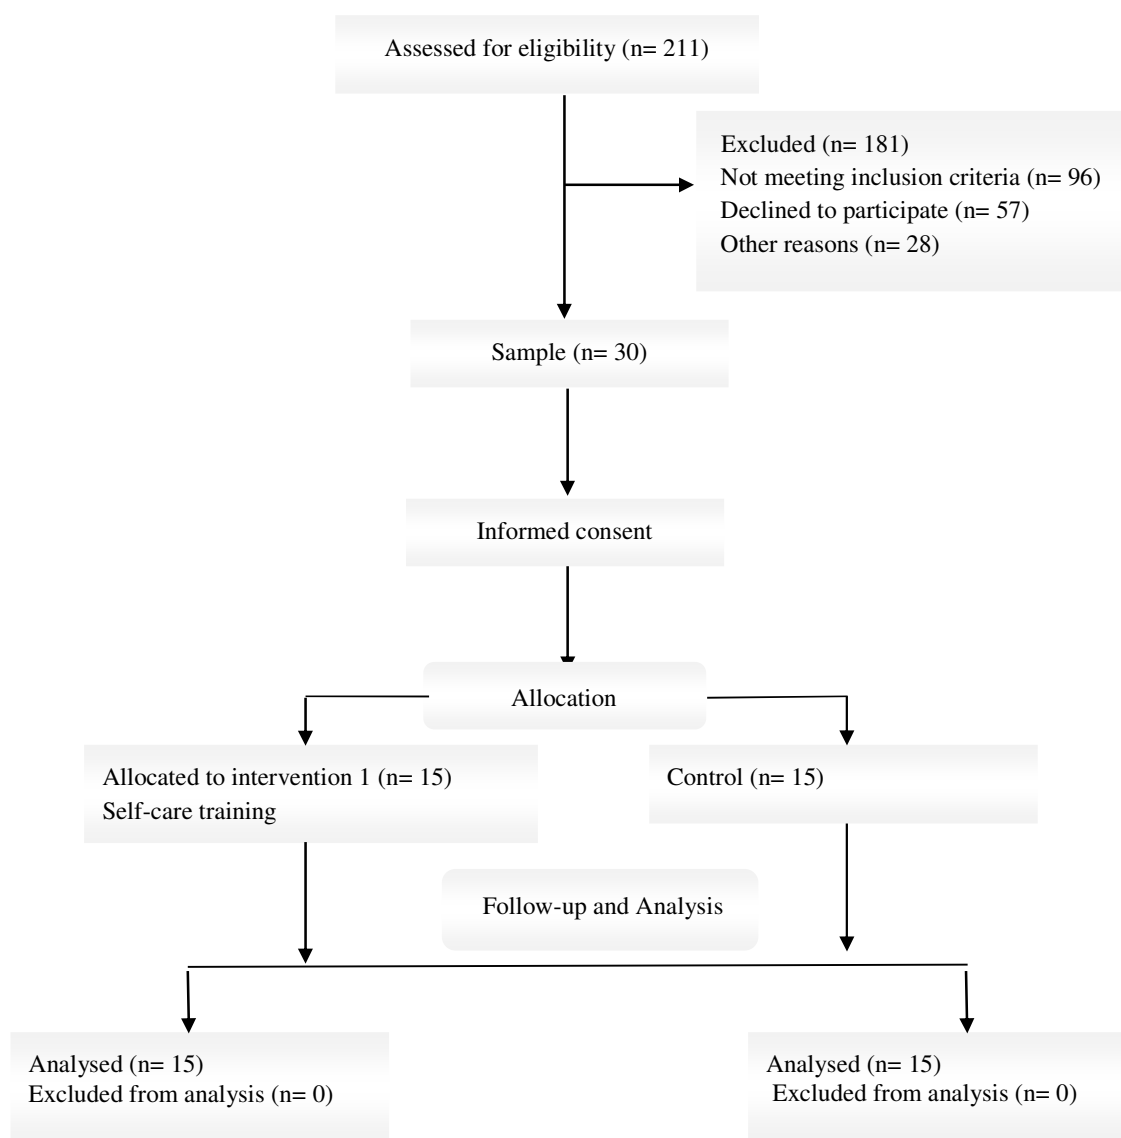 Assessed for eligibility (n= 211)
Excluded (n= 181)
Not meeting inclusion criteria (n= 96)
Declined to participate (n= 57)
Other reasons (n= 28)
Sample (n= 30)
Informed consent
Allocation
Allocated to intervention 1 (n= 15)
Self-care training
Control (n= 15)
Follow-up and Analysis
Analysed (n= 15)
Excluded from analysis (n= 0)
Analysed (n= 15)
Excluded from analysis (n= 0)